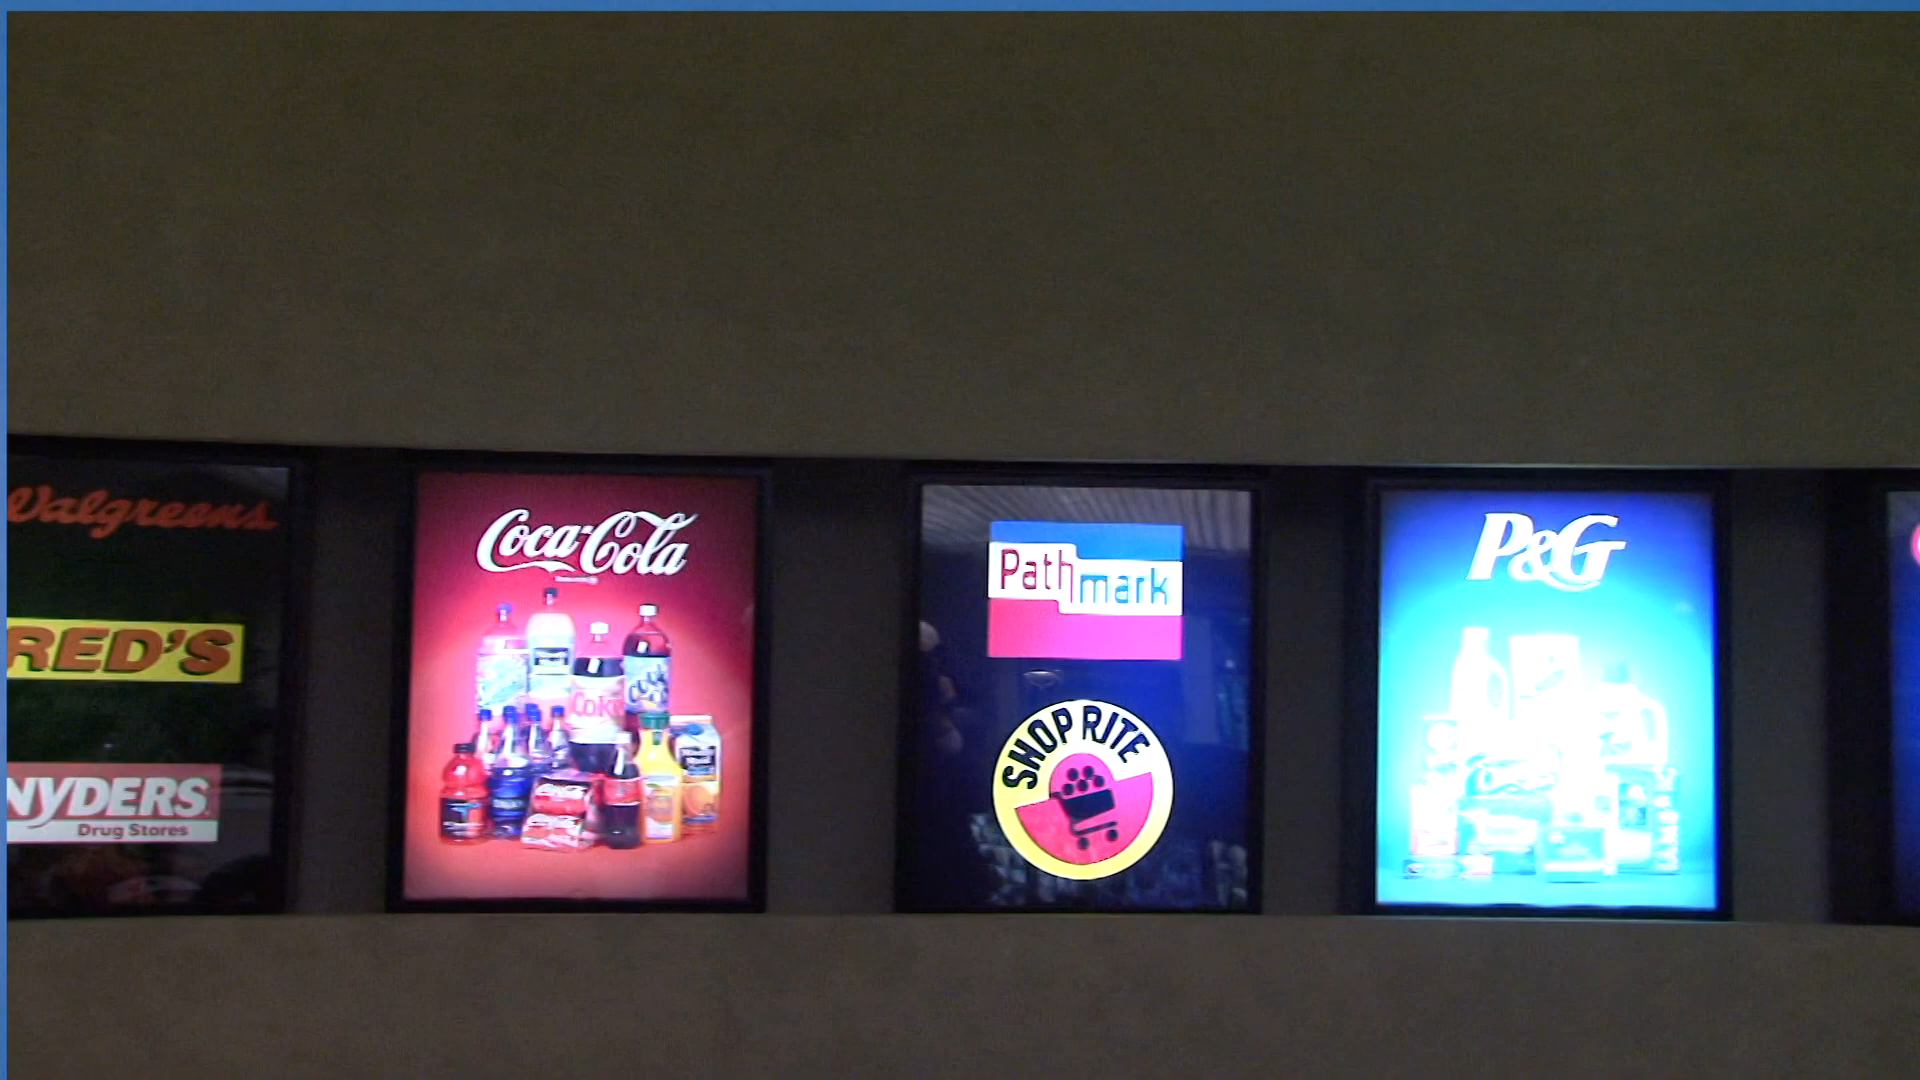 Walgreens
RED'S
NYDERS
Drug Stores
Coca-Cola
Coke
Pathmark
SHOP RITE
P&G